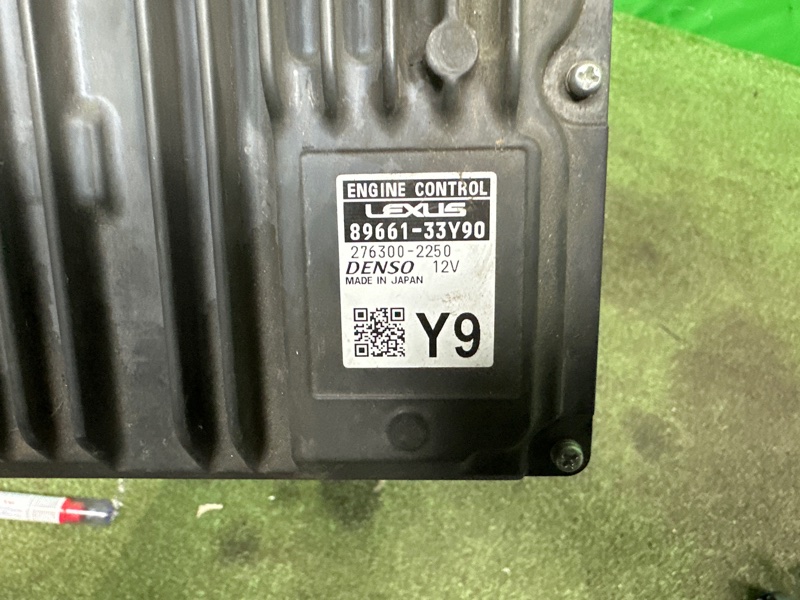 ENGINE CONTROL
LEXUS
89661-33Y90
276300-2250
DENSO 12V
MADE IN JAPAN
Y9